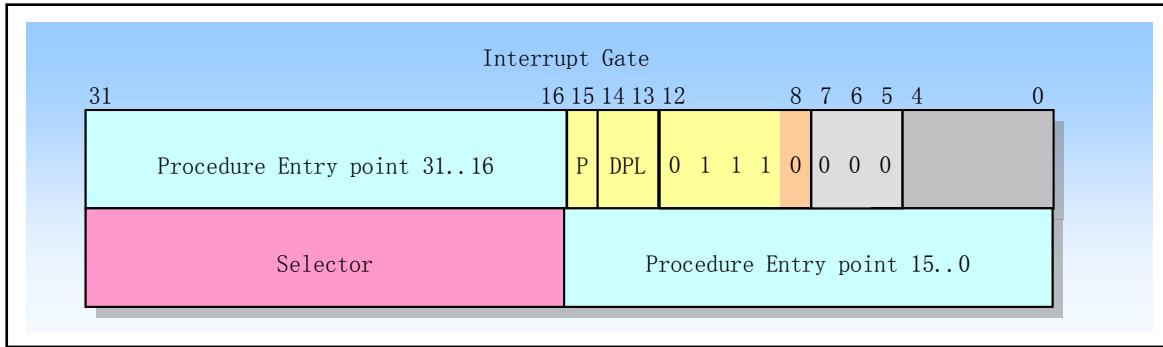 Interrupt Gate
31 16 15 14 13 12 8 7 6 5 4 0
Procedure Entry point 31..16 P DPL 0 1 1 1 0 0 0 0
Selector Procedure Entry point 15..0